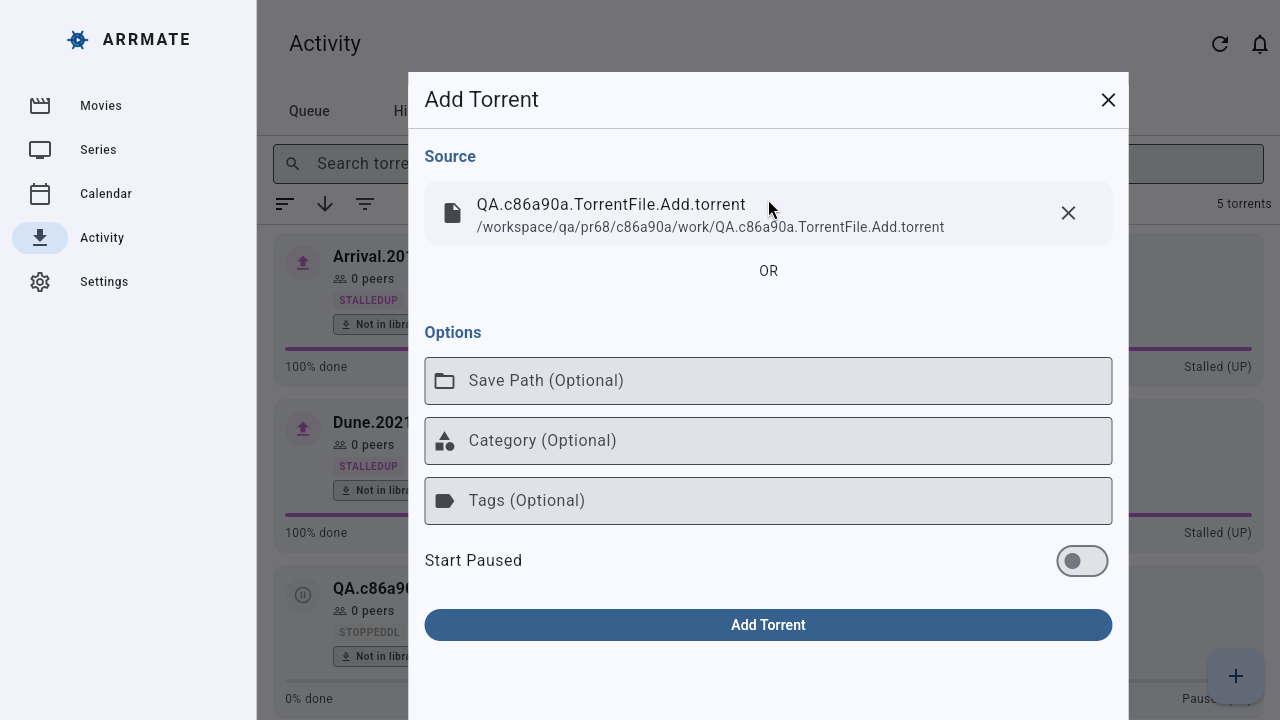 ARRMATE
Movies
Series
Calendar
Activity
Settings
Activity
Queue
Hi
Search torre
5 torrents
Arrival.20
0 peers
STALLEDUP
Not in libra
100% done
Stalled (UP)
Dune.2021
0 peers
STALLEDUP
Not in libra
100% done
Stalled (UP)
QA.c86a90
0 peers
STOPPEDDL
Not in libra
0% done
Add Torrent
Source
QA.c86a90a.TorrentFile.Add.torrent
/workspace/qa/pr68/c86a90a/work/QA.c86a90a.TorrentFile.Add.torrent
OR
Options
Save Path (Optional)
Category (Optional)
Tags (Optional)
Start Paused
Add Torrent